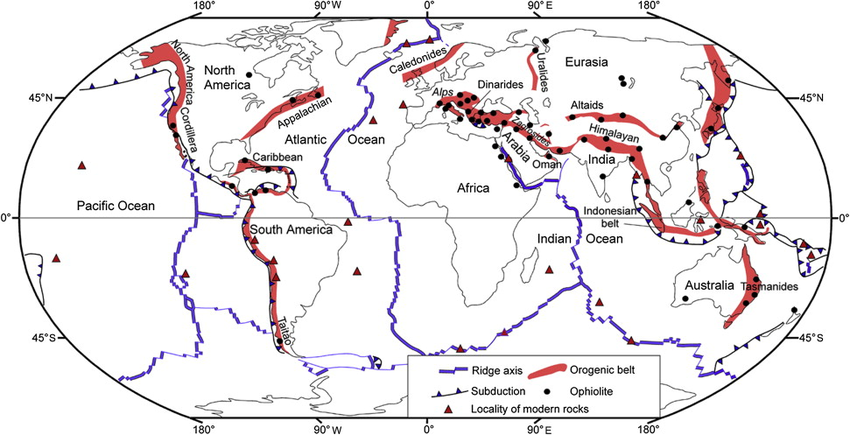 180° 90°W 0° 90°E 180°
North America Cordillera
North
America
Caledonides
Uralides
Eurasia
45°N 45°N
Appalachian
Alps
Dinarides
Altaids
Atlantic Ocean
Himalayan
Arabia
Oman
India
Caribbean
Africa
Pacific Ocean
0° 0°
Indonesian
belt
South America
Indian Ocean
Australia
Tasmanides
45°S 45°S
Taitao
Ridge axis
Orogenic belt
Subduction
Ophiolite
Locality of modern rocks
180° 90°W 0° 90°E 180°